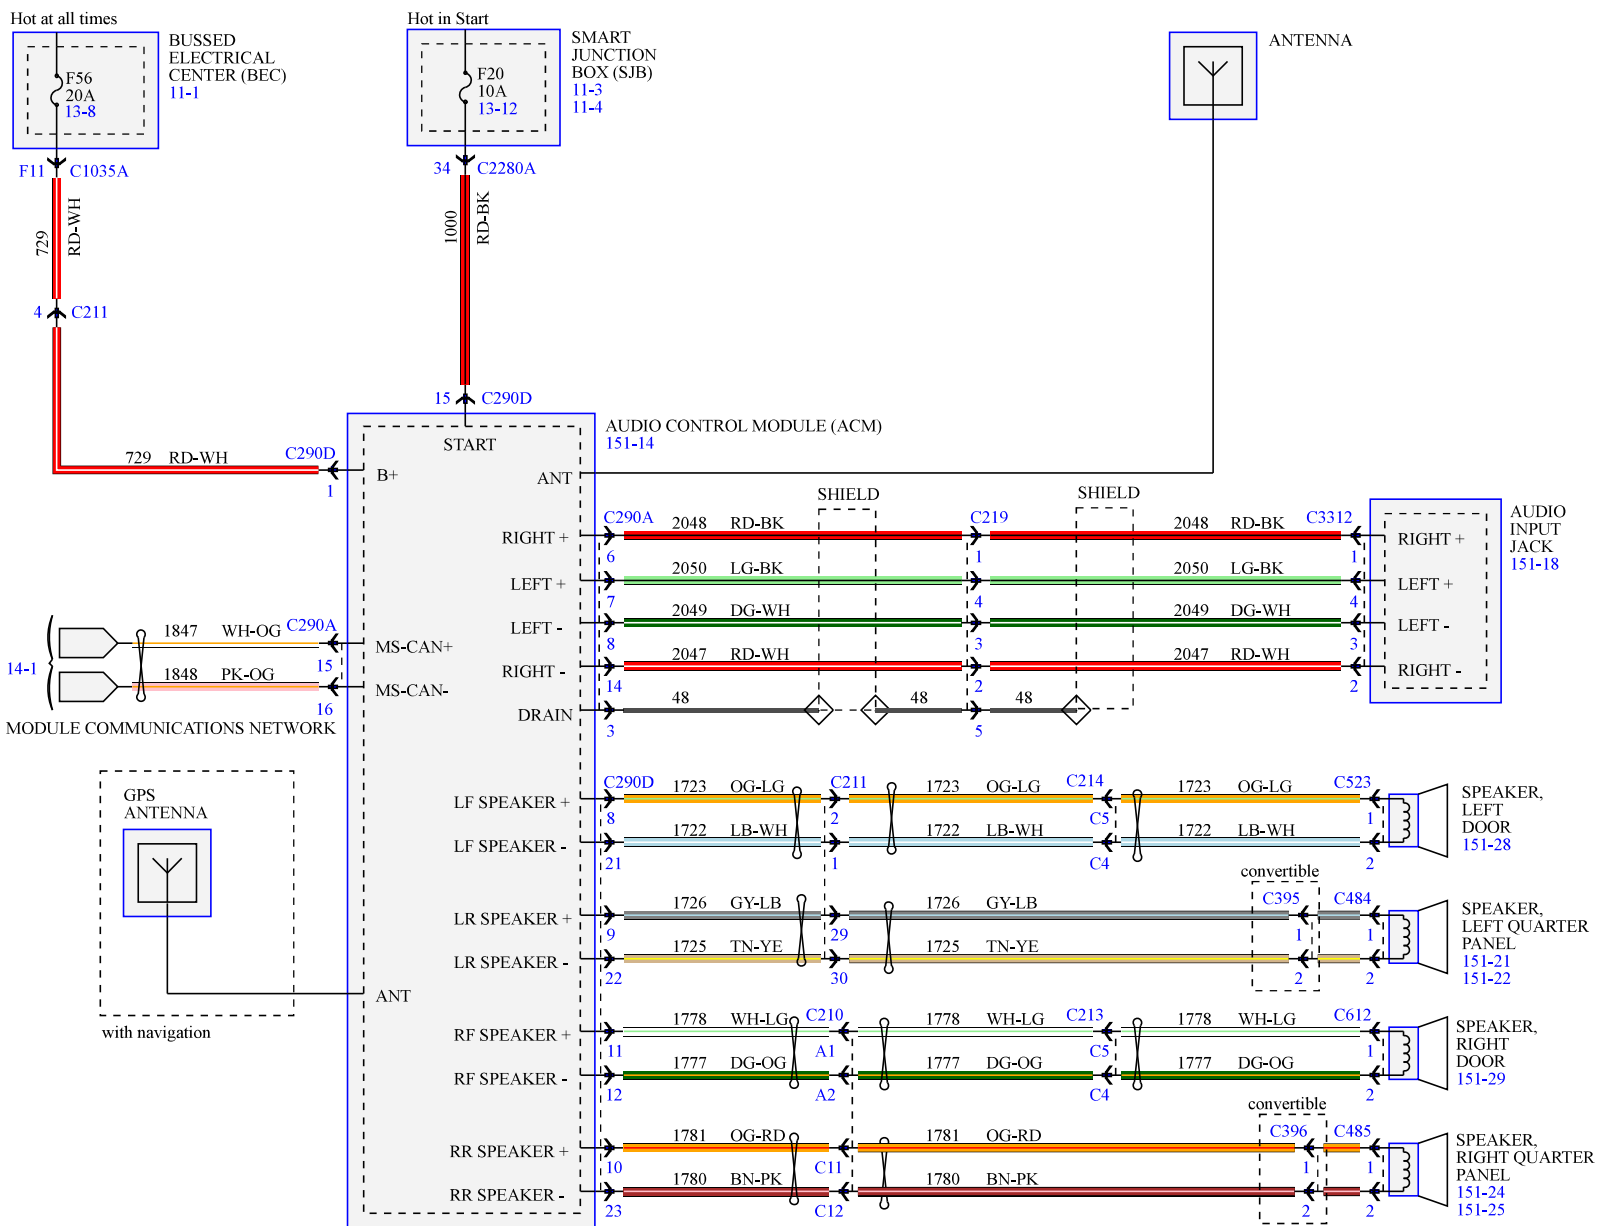 Hot at all times
BUSSED
ELECTRICAL
CENTER (BEC)
11-1
F56
20A
13-8
F11 C1035A
729
RD-WH
4 C211
729 RD-WH
C290D
1
Hot in Start
SMART
JUNCTION
BOX (SJB)
11-3
11-4
F20
10A
13-12
34 C2280A
1000
RD-BK
15 C290D
ANTENNA
AUDIO CONTROL MODULE (ACM)
151-14
START
B+
ANT
SHIELD
SHIELD
C290A
2048 RD-BK
C219
2048 RD-BK
C3312
AUDIO
INPUT
JACK
151-18
RIGHT +
6
1
1
RIGHT +
2050 LG-BK
2050 LG-BK
LEFT +
7
4
4
LEFT +
2049 DG-WH
2049 DG-WH
LEFT -
8
3
3
LEFT -
2047 RD-WH
2047 RD-WH
RIGHT -
14
2
2
RIGHT -
48
48
48
DRAIN
3
5
14-1
1847 WH-OG
C290A
15
MS-CAN+
1848 PK-OG
16
MS-CAN-
MODULE COMMUNICATIONS NETWORK
GPS
ANTENNA
with navigation
ANT
C290D
1723 OG-LG
C211
1723 OG-LG
C214
1723 OG-LG
C523
SPEAKER,
LEFT
DOOR
151-28
LF SPEAKER +
8
2
C5
1
1722 LB-WH
1722 LB-WH
1722 LB-WH
LF SPEAKER -
21
1
C4
2
convertible
1726 GY-LB
1726 GY-LB
C395
C484
SPEAKER,
LEFT QUARTER
PANEL
151-21
151-22
LR SPEAKER +
9
29
1
1
1725 TN-YE
1725 TN-YE
LR SPEAKER -
22
30
2
2
1778 WH-LG
C210
1778 WH-LG
C213
1778 WH-LG
C612
SPEAKER,
RIGHT
DOOR
151-29
RF SPEAKER +
11
A1
C5
1
1777 DG-OG
1777 DG-OG
1777 DG-OG
RF SPEAKER -
12
A2
C4
2
convertible
1781 OG-RD
1781 OG-RD
C396
C485
SPEAKER,
RIGHT QUARTER
PANEL
151-24
151-25
RR SPEAKER +
10
C11
1
1
1780 BN-PK
1780 BN-PK
RR SPEAKER -
23
C12
2
2